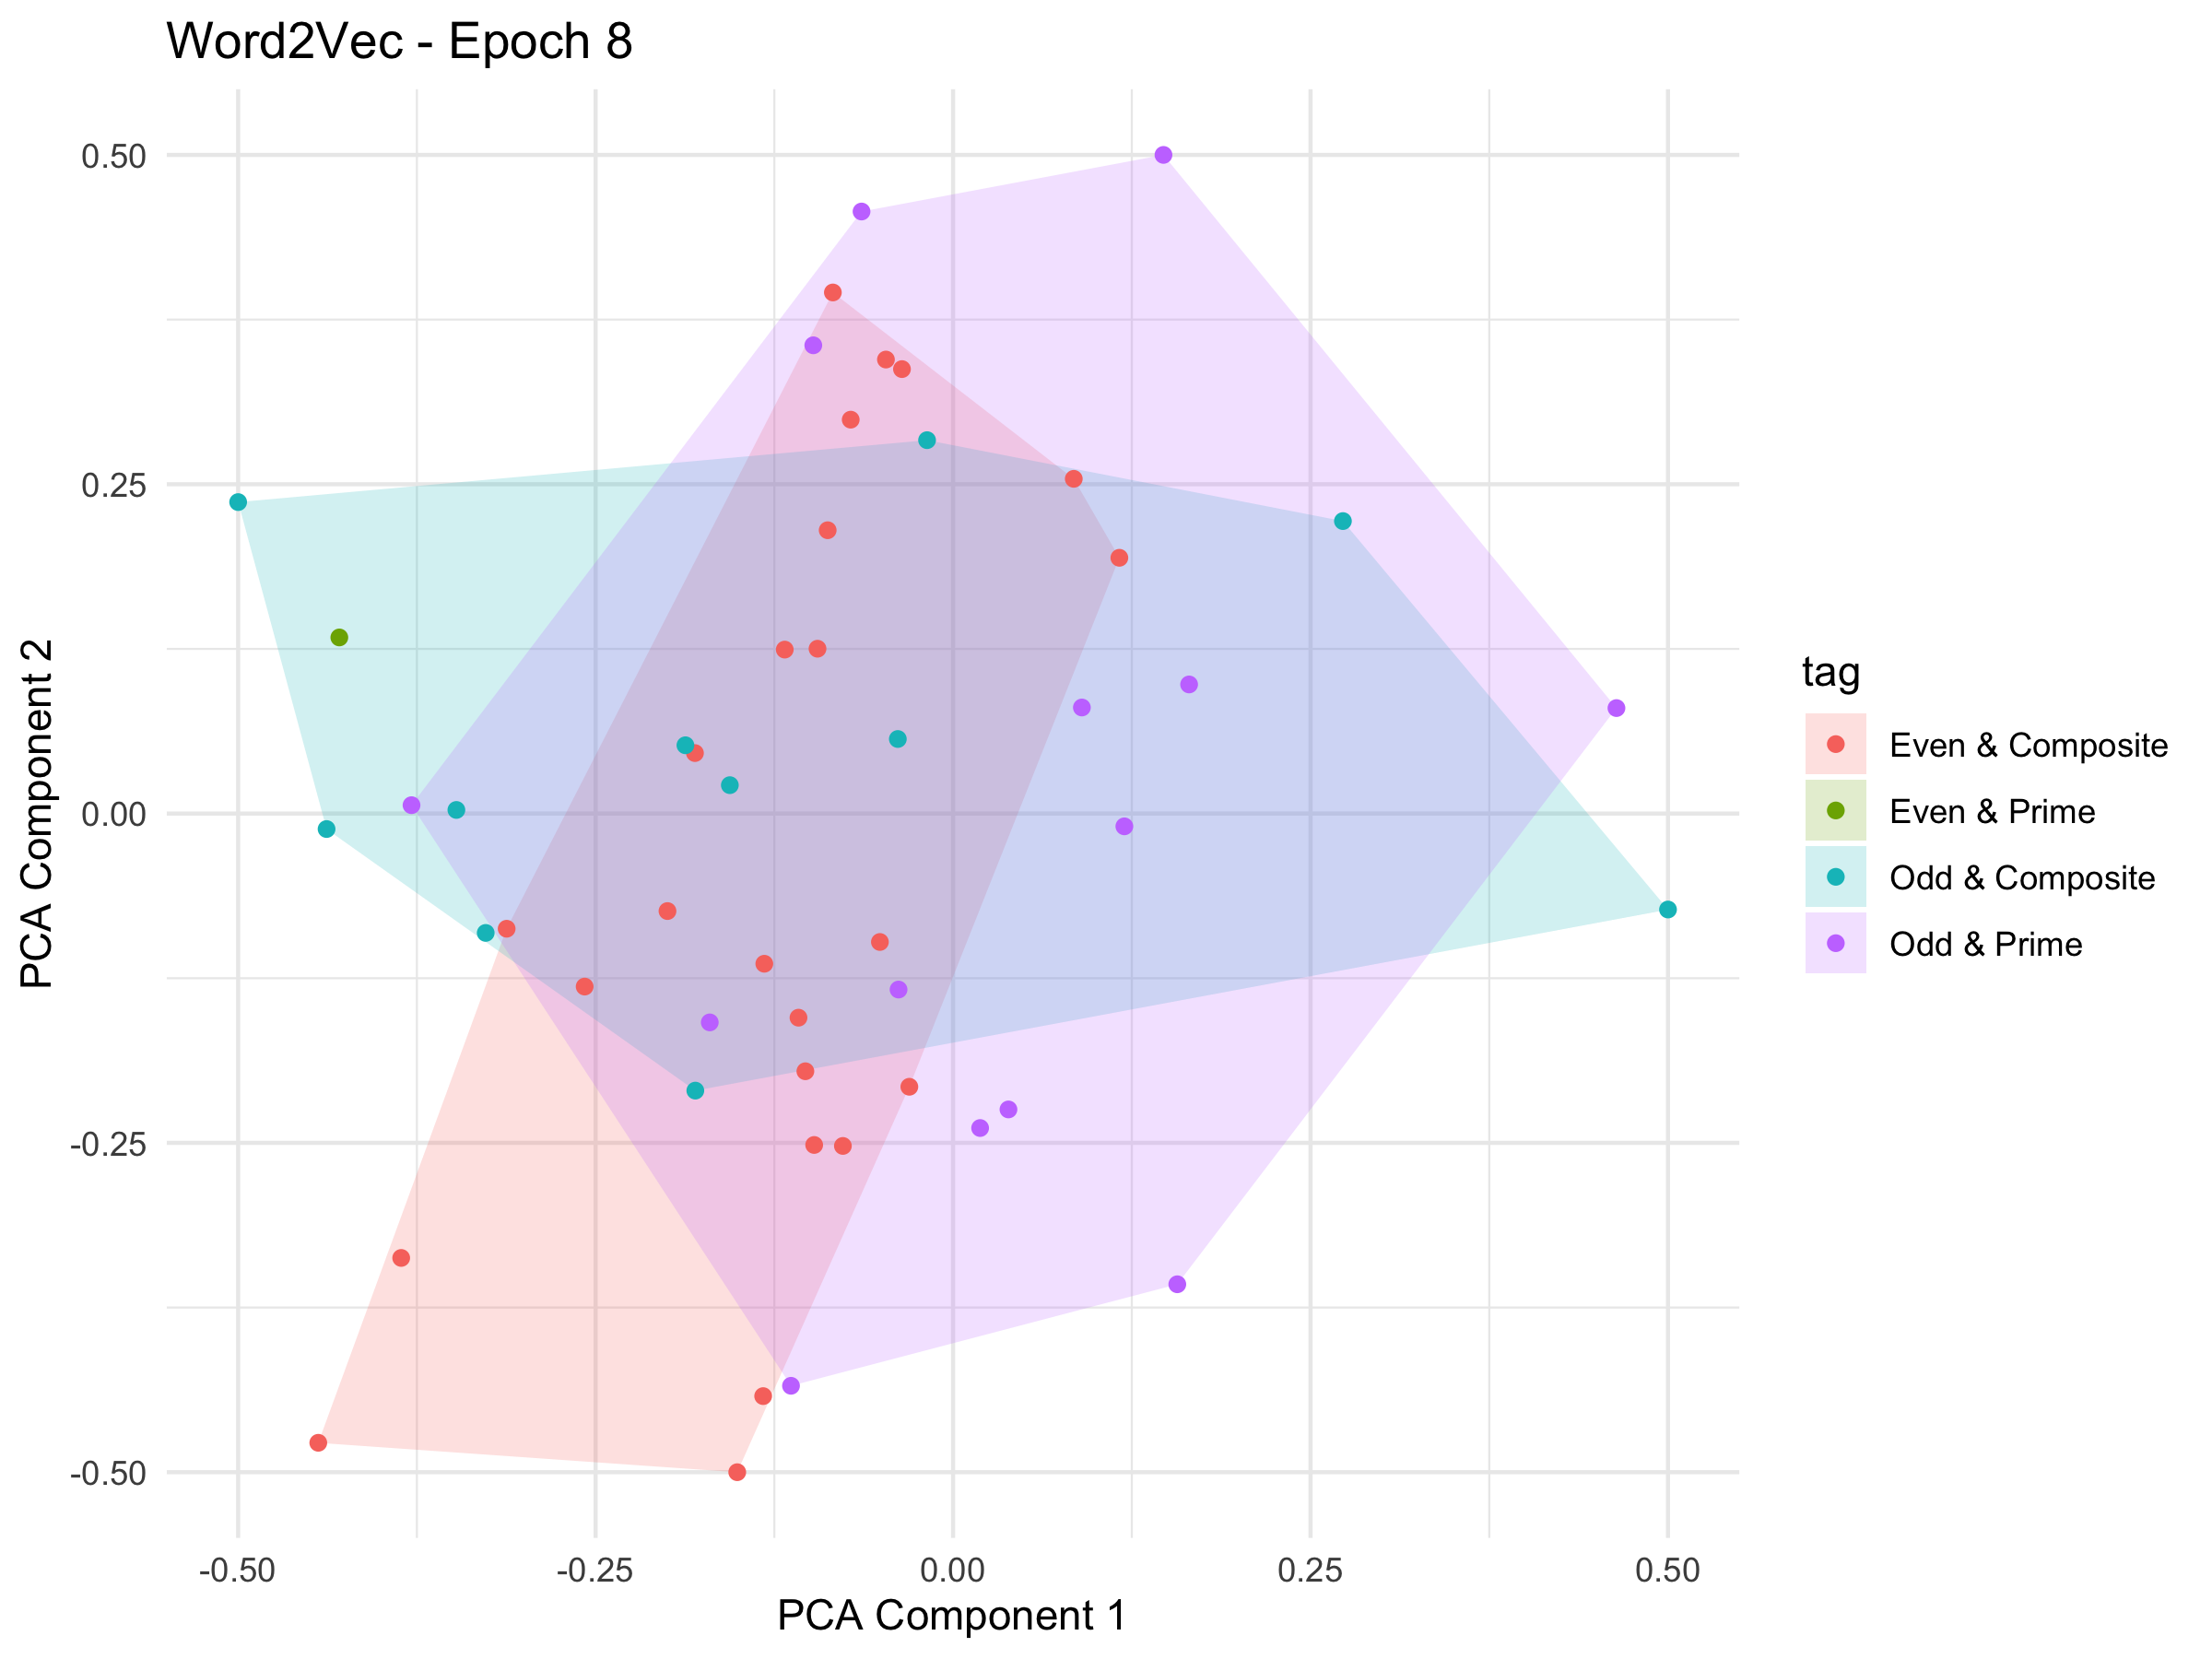 Word2Vec - Epoch 8
0.50
0.25
0.00
-0.25
-0.50
PCA Component 2
-0.50
-0.25
0.00
0.25
0.50
PCA Component 1
tag
Even & Composite
Even & Prime
Odd & Composite
Odd & Prime